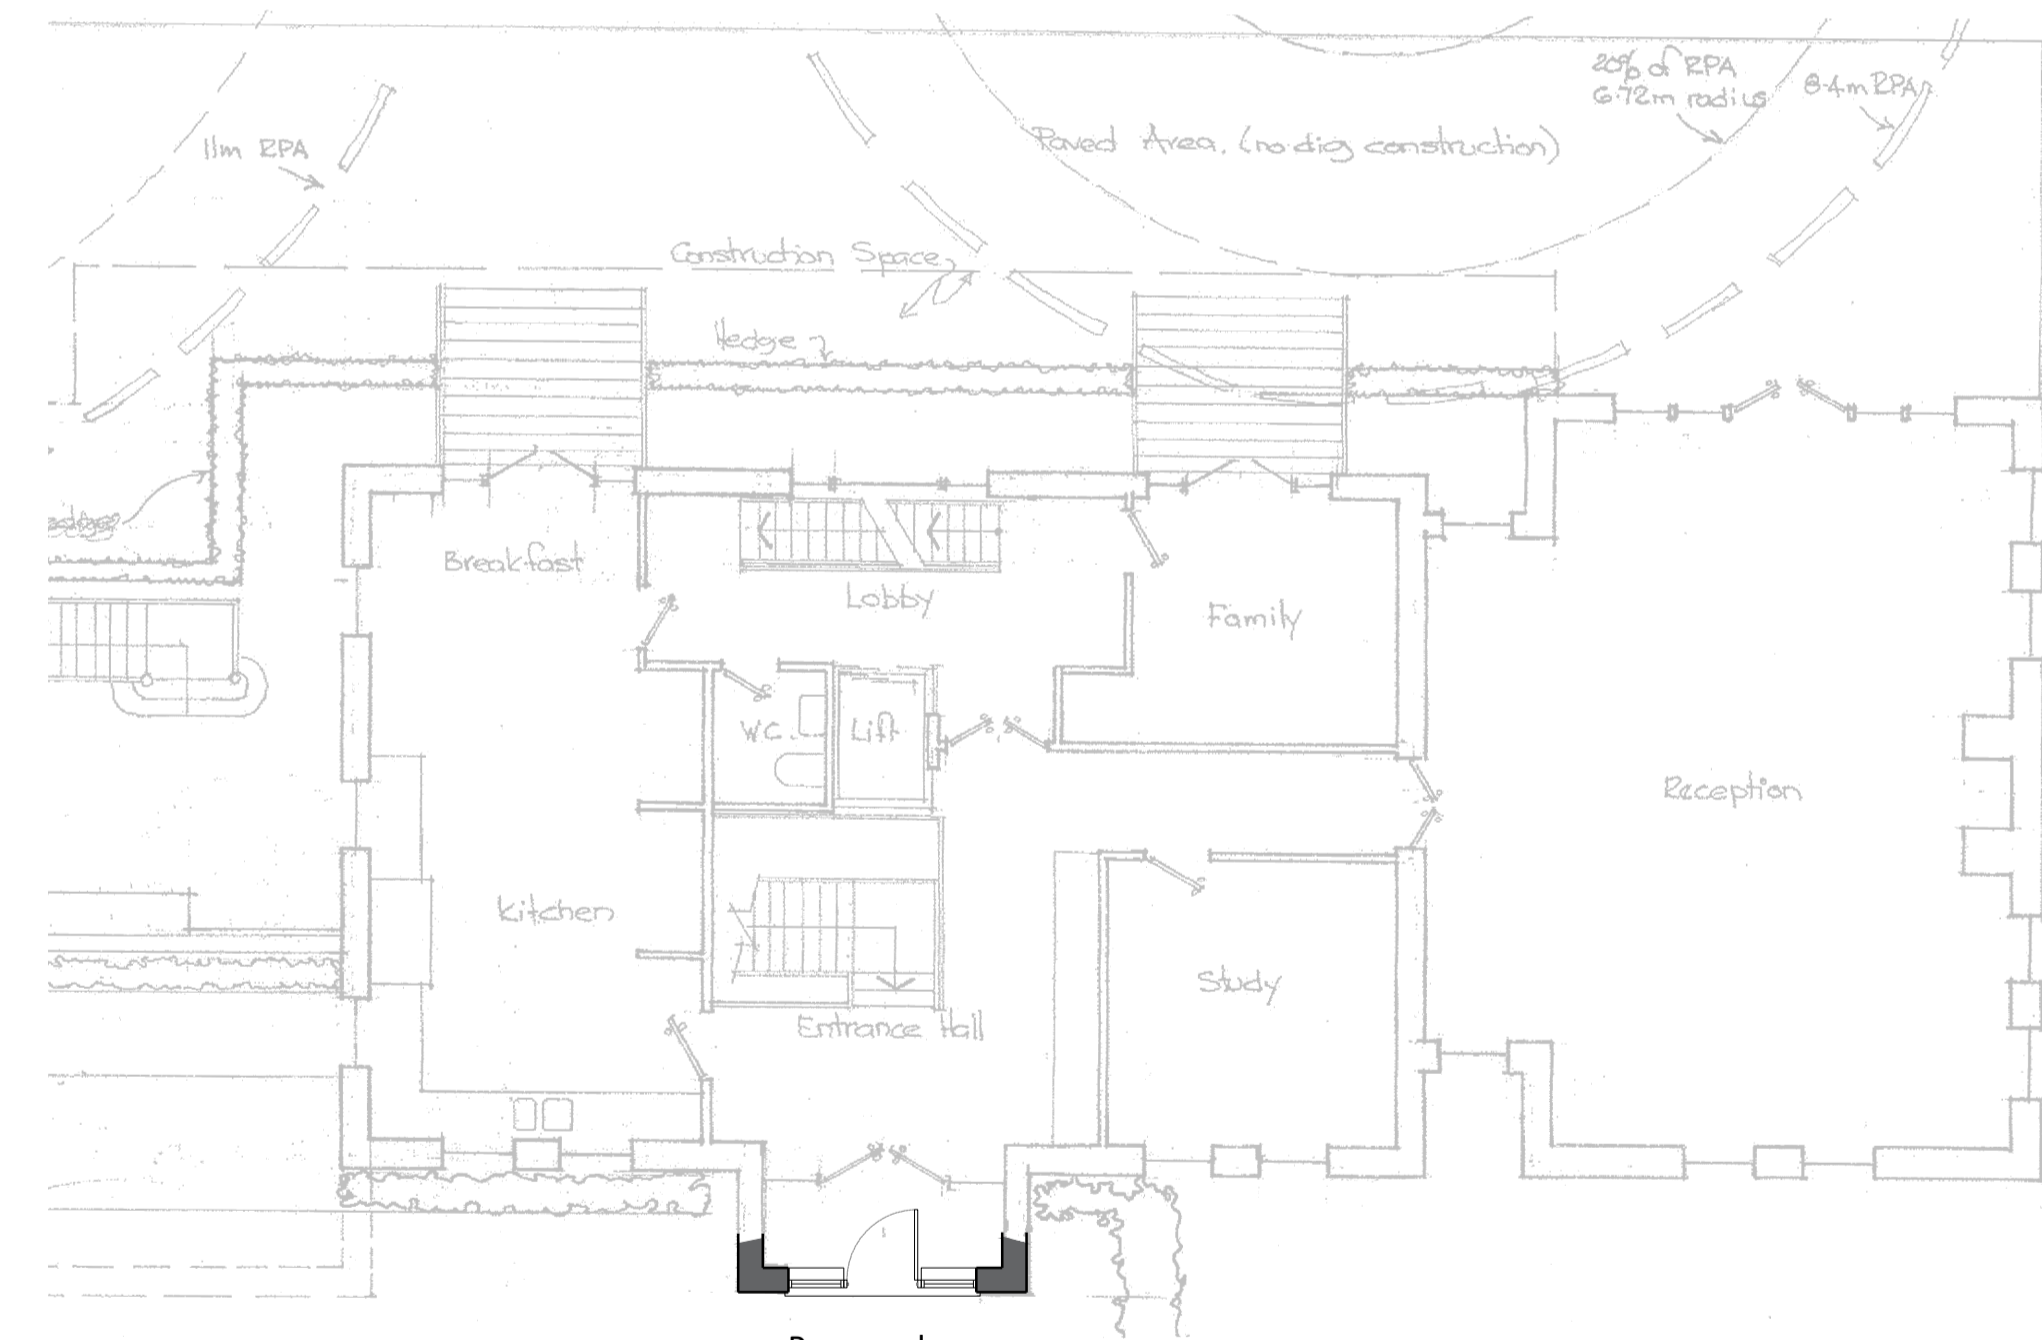 20% of RPA
6.72m radius
8.4m RPA
11m RPA
Paved Area. (no dig construction)
Construction Space
Hedge
Breakfast
Lobby
Family
W.C.
Lift
Reception
Kitchen
Study
Entrance Hall